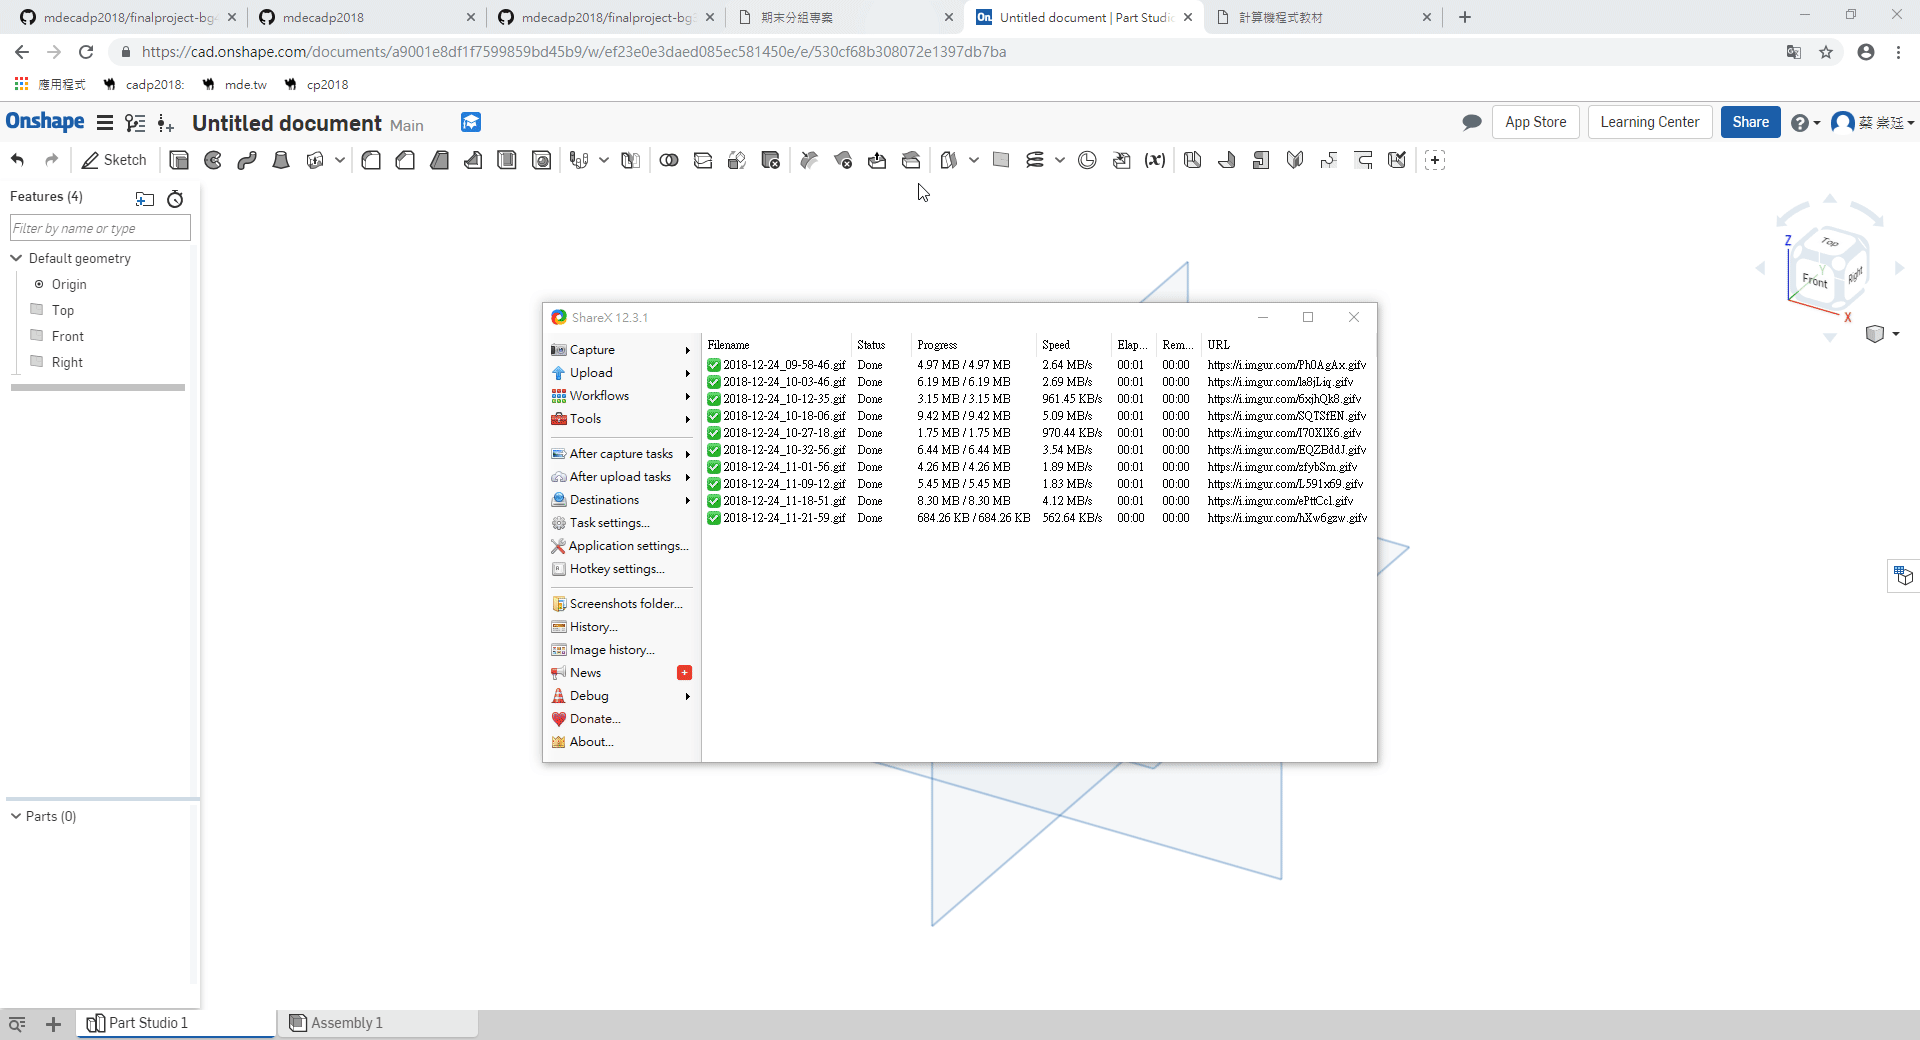 mdecadp2018/finalproject-bg4
mdecadp2018
mdecadp2018/finalproject-bg3
期末分組專案
On. Untitled document | Part Studio
計算機程式教材
https://cad.onshape.com/documents/a9001e8df1f7599859bd45b9/w/ef23e0e3daed085ec581450e/e/530cf68b308072e1397db7ba
應用程式 cadp2018: mde.tw cp2018
Onshape Untitled document Main App Store Learning Center Share 蔡 崇廷
Sketch (x)
Features (4)
Filter by name or type
Default geometry
Origin
Top
Front
Right
Parts (0)
Top
Front
Right
Z
Y
X
ShareX 12.3.1
Capture
Upload
Workflows
Tools
After capture tasks
After upload tasks
Destinations
Task settings...
Application settings...
Hotkey settings...
Screenshots folder...
History...
Image history...
News
Debug
Donate...
About...
Filename Status Progress Speed Elap... Rem... URL
2018-12-24_09-58-46.gif Done 4.97 MB / 4.97 MB 2.64 MB/s 00:01 00:00 https://i.imgur.com/Ph0AgAx.gifv
2018-12-24_10-03-46.gif Done 6.19 MB / 6.19 MB 2.69 MB/s 00:01 00:00 https://i.imgur.com/la8jLiq.gifv
2018-12-24_10-12-35.gif Done 3.15 MB / 3.15 MB 961.45 KB/s 00:01 00:00 https://i.imgur.com/6xjhQk8.gifv
2018-12-24_10-18-06.gif Done 9.42 MB / 9.42 MB 5.09 MB/s 00:01 00:00 https://i.imgur.com/SQTSfEN.gifv
2018-12-24_10-27-18.gif Done 1.75 MB / 1.75 MB 970.44 KB/s 00:01 00:00 https://i.imgur.com/I70XlX6.gifv
2018-12-24_10-32-56.gif Done 6.44 MB / 6.44 MB 3.54 MB/s 00:01 00:00 https://i.imgur.com/EQZBddJ.gifv
2018-12-24_11-01-56.gif Done 4.26 MB / 4.26 MB 1.89 MB/s 00:01 00:00 https://i.imgur.com/zfybSm.gifv
2018-12-24_11-09-12.gif Done 5.45 MB / 5.45 MB 1.83 MB/s 00:01 00:00 https://i.imgur.com/L591x69.gifv
2018-12-24_11-18-51.gif Done 8.30 MB / 8.30 MB 4.12 MB/s 00:01 00:00 https://i.imgur.com/ePttCcl.gifv
2018-12-24_11-21-59.gif Done 684.26 KB / 684.26 KB 562.64 KB/s 00:00 00:00 https://i.imgur.com/hXw6gzw.gifv
Part Studio 1
Assembly 1